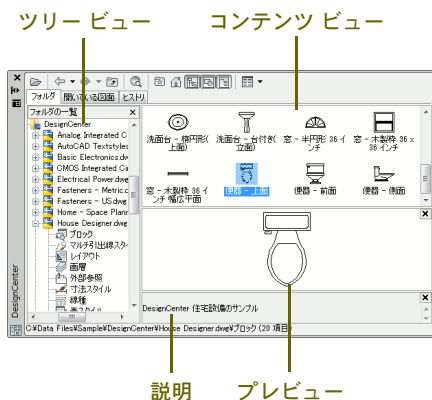 ツリー ビュー
コンテンツ ビュー
フォルダ 開いている図面 ヒストリ
フォルダの一覧
DesignCenter
Analog Integrated C
AutoCAD Textstyles
Basic Electronics.dw
CMOS Integrated Ca
Electrical Power.dwg
Fasteners - Metric.c
Fasteners - US.dwg
Home - Space Plann
House Designer.dwg
ブロック
マルチ引出線スタ
レイアウト
画層
外部参照
寸法スタイル
線種
表スタイル
洗面台 - 楕円形(上面)
洗面台 - 台付き(立面)
窓 - 半円形 36 インチ
窓 - 木製枠 36 x 36 インチ
窓 - 木製枠 36 インチ 幅広平面
便器 - 上面
便器 - 前面
便器 - 側面
DesignCenter 住宅設備のサンプル
DesignCenter
C:¥Data Files¥Sample¥DesignCenter¥House Designer.dwg¥ブロック (20 項目)
説明
プレビュー